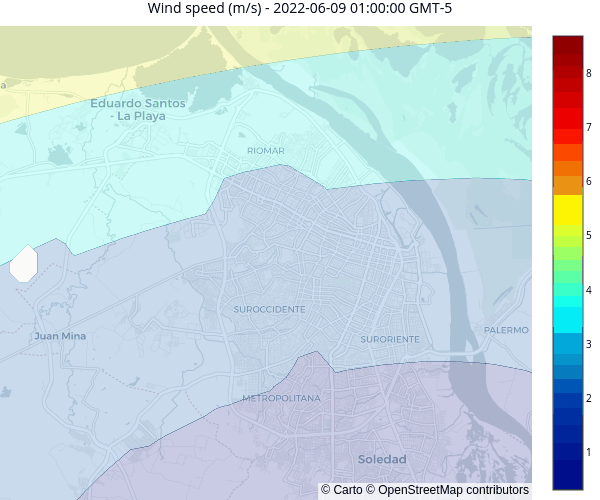 Wind speed (m/s) - 2022-06-09 01:00:00 GMT-5
a
Eduardo Santos
- La Playa
RIOMAR
SUROCCIDENTE
Juan Mina
SURORIENTE
PALERMO
METROPOLITANA
Soledad
© Carto © OpenStreetMap contributors
8
7
6
5
4
3
2
1